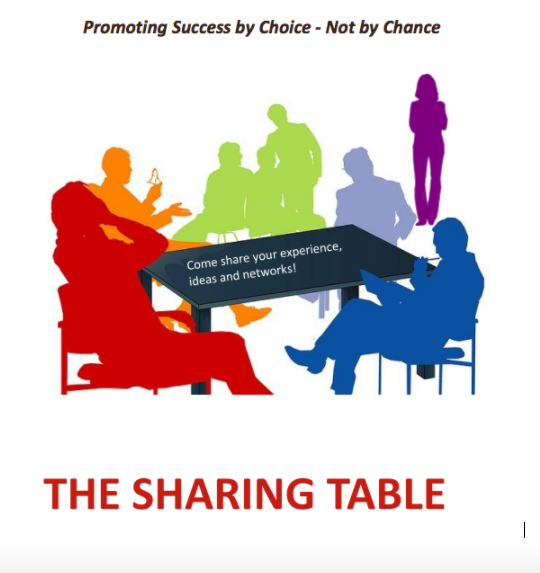 Promoting Success by Choice - Not by Chance
Come share your experience,
ideas and networks!
THE SHARING TABLE